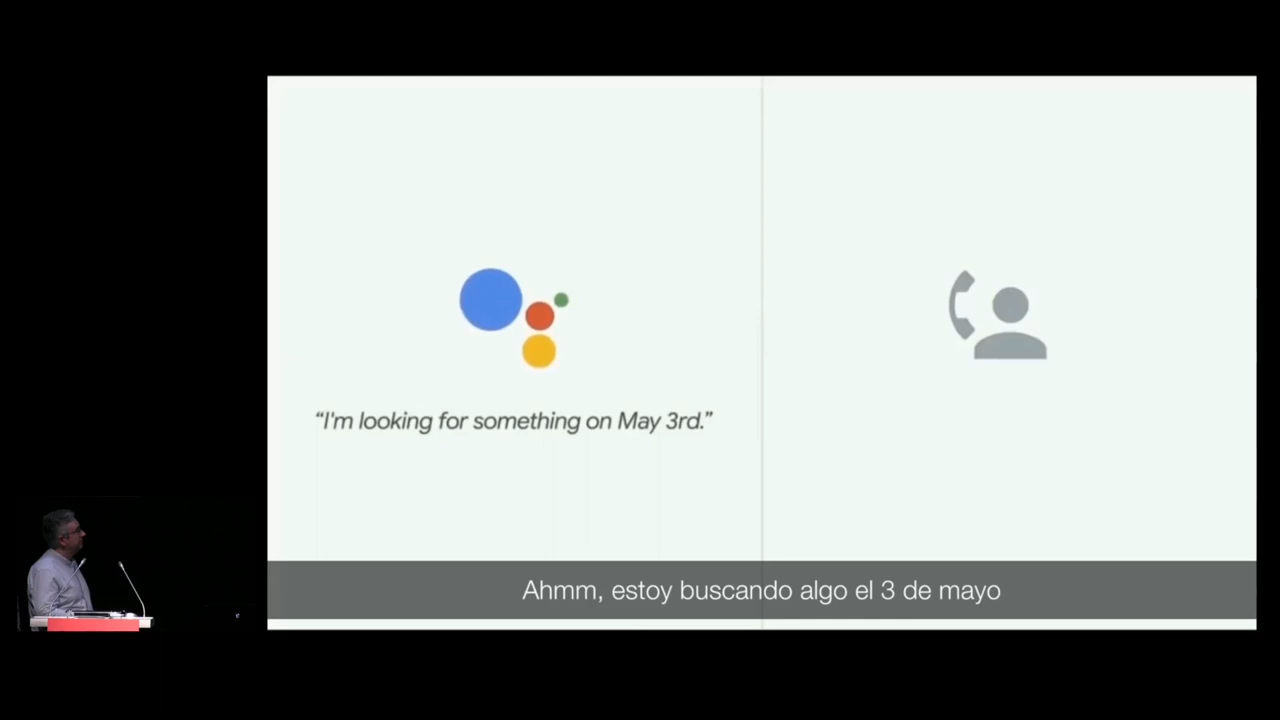 “I'm looking for something on May 3rd.”
Ahmm, estoy buscando algo el 3 de mayo